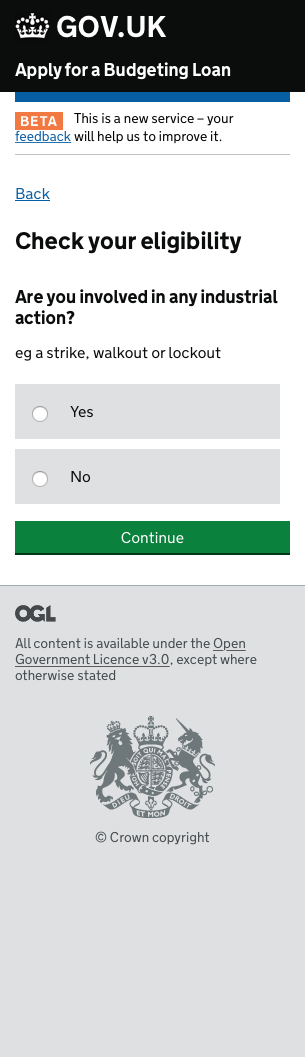 GOV.UK
Apply for a Budgeting Loan
BETA This is a new service – your
feedback will help us to improve it.
Back
Check your eligibility
Are you involved in any industrial
action?
eg a strike, walkout or lockout
Yes
No
Continue
OGL
All content is available under the Open
Government Licence v3.0, except where
otherwise stated
DIEU ET MON DROIT
© Crown copyright